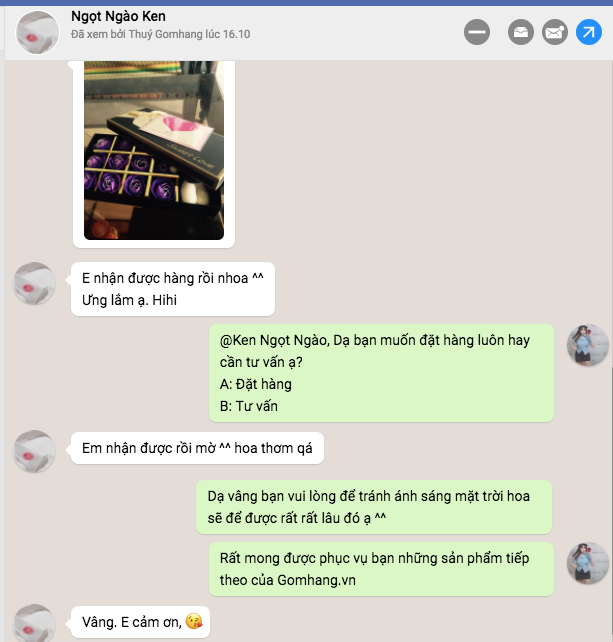 Ngọt Ngào Ken
Đã xem bởi Thuý Gomhang lúc 16.10
Sweet Love
E nhận được hàng rồi nhoa ^^
Ưng lắm ạ. Hihi
@Ken Ngọt Ngào, Dạ bạn muốn đặt hàng luôn hay
cần tư vấn ạ?
A: Đặt hàng
B: Tư vấn
Em nhận được rồi mờ ^^ hoa thơm qá
Dạ vâng bạn vui lòng để tránh ánh sáng mặt trời hoa
sẽ để được rất rất lâu đó ạ ^^
Rất mong được phục vụ bạn những sản phẩm tiếp
theo của Gomhang.vn
Vâng. E cảm ơn, 😘